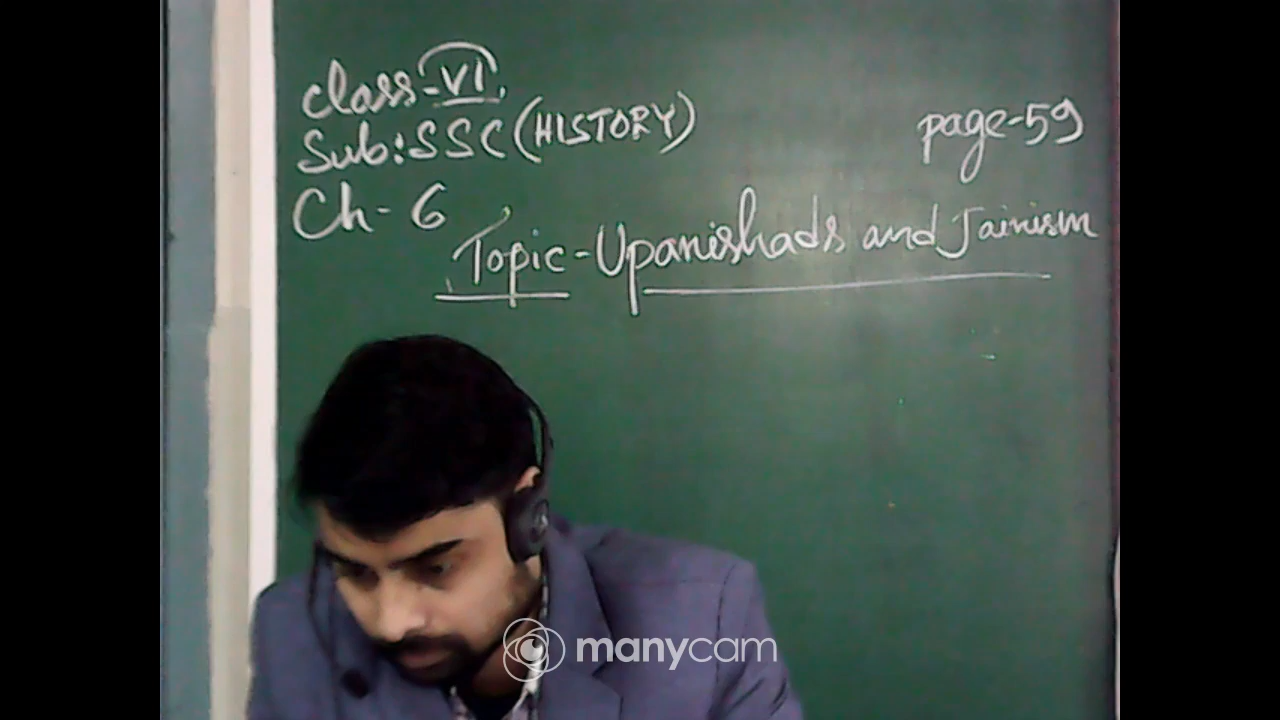 Class-VI.
Sub:SSC (HISTORY)
page-59
Ch-6
Topic-Upanishads and Jainism
manycam